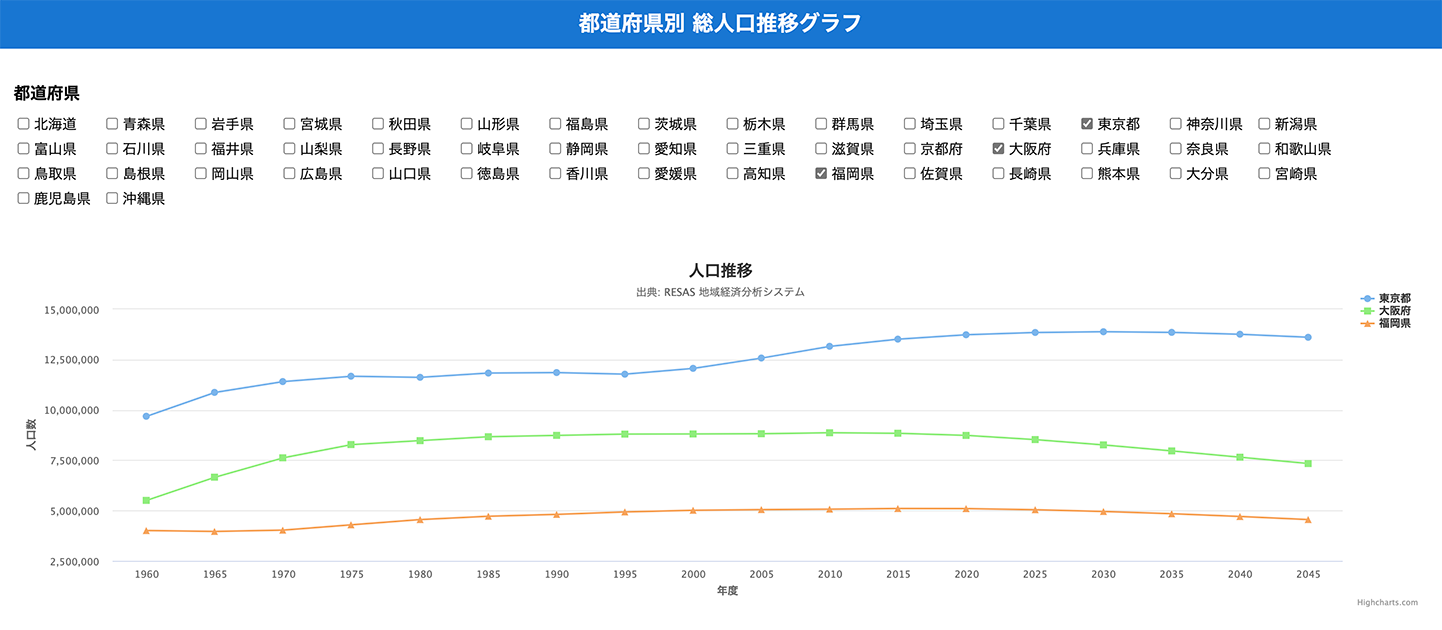 都道府県別 総人口推移グラフ
都道府県
北海道 青森県 岩手県 宮城県 秋田県 山形県 福島県 茨城県 栃木県 群馬県 埼玉県 千葉県 東京都 神奈川県 新潟県
富山県 石川県 福井県 山梨県 長野県 岐阜県 静岡県 愛知県 三重県 滋賀県 京都府 大阪府 兵庫県 奈良県 和歌山県
鳥取県 島根県 岡山県 広島県 山口県 徳島県 香川県 愛媛県 高知県 福岡県 佐賀県 長崎県 熊本県 大分県 宮崎県
鹿児島県 沖縄県
人口推移
出典: RESAS 地域経済分析システム
東京都
大阪府
福岡県
人口数
15,000,000
12,500,000
10,000,000
7,500,000
5,000,000
2,500,000
1960 1965 1970 1975 1980 1985 1990 1995 2000 2005 2010 2015 2020 2025 2030 2035 2040 2045
年度
Highcharts.com